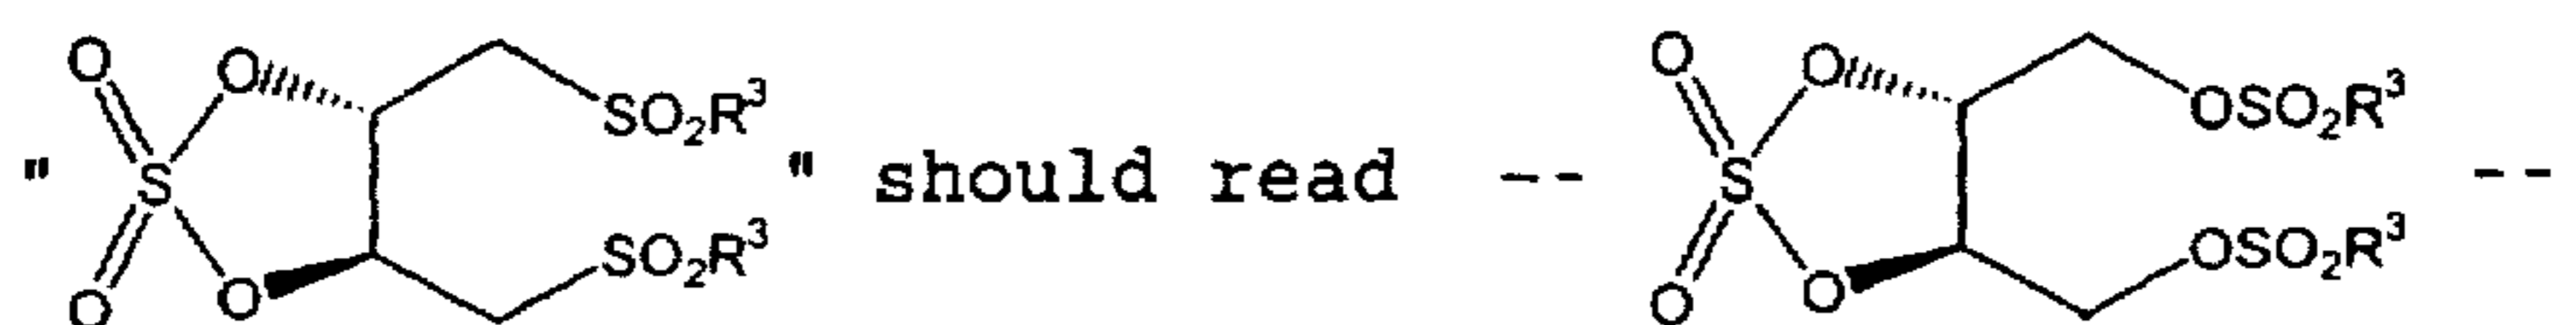 " O O SO₂R³ S O O SO₂R³ " should read -- O O OSO₂R³ S O O OSO₂R³ --